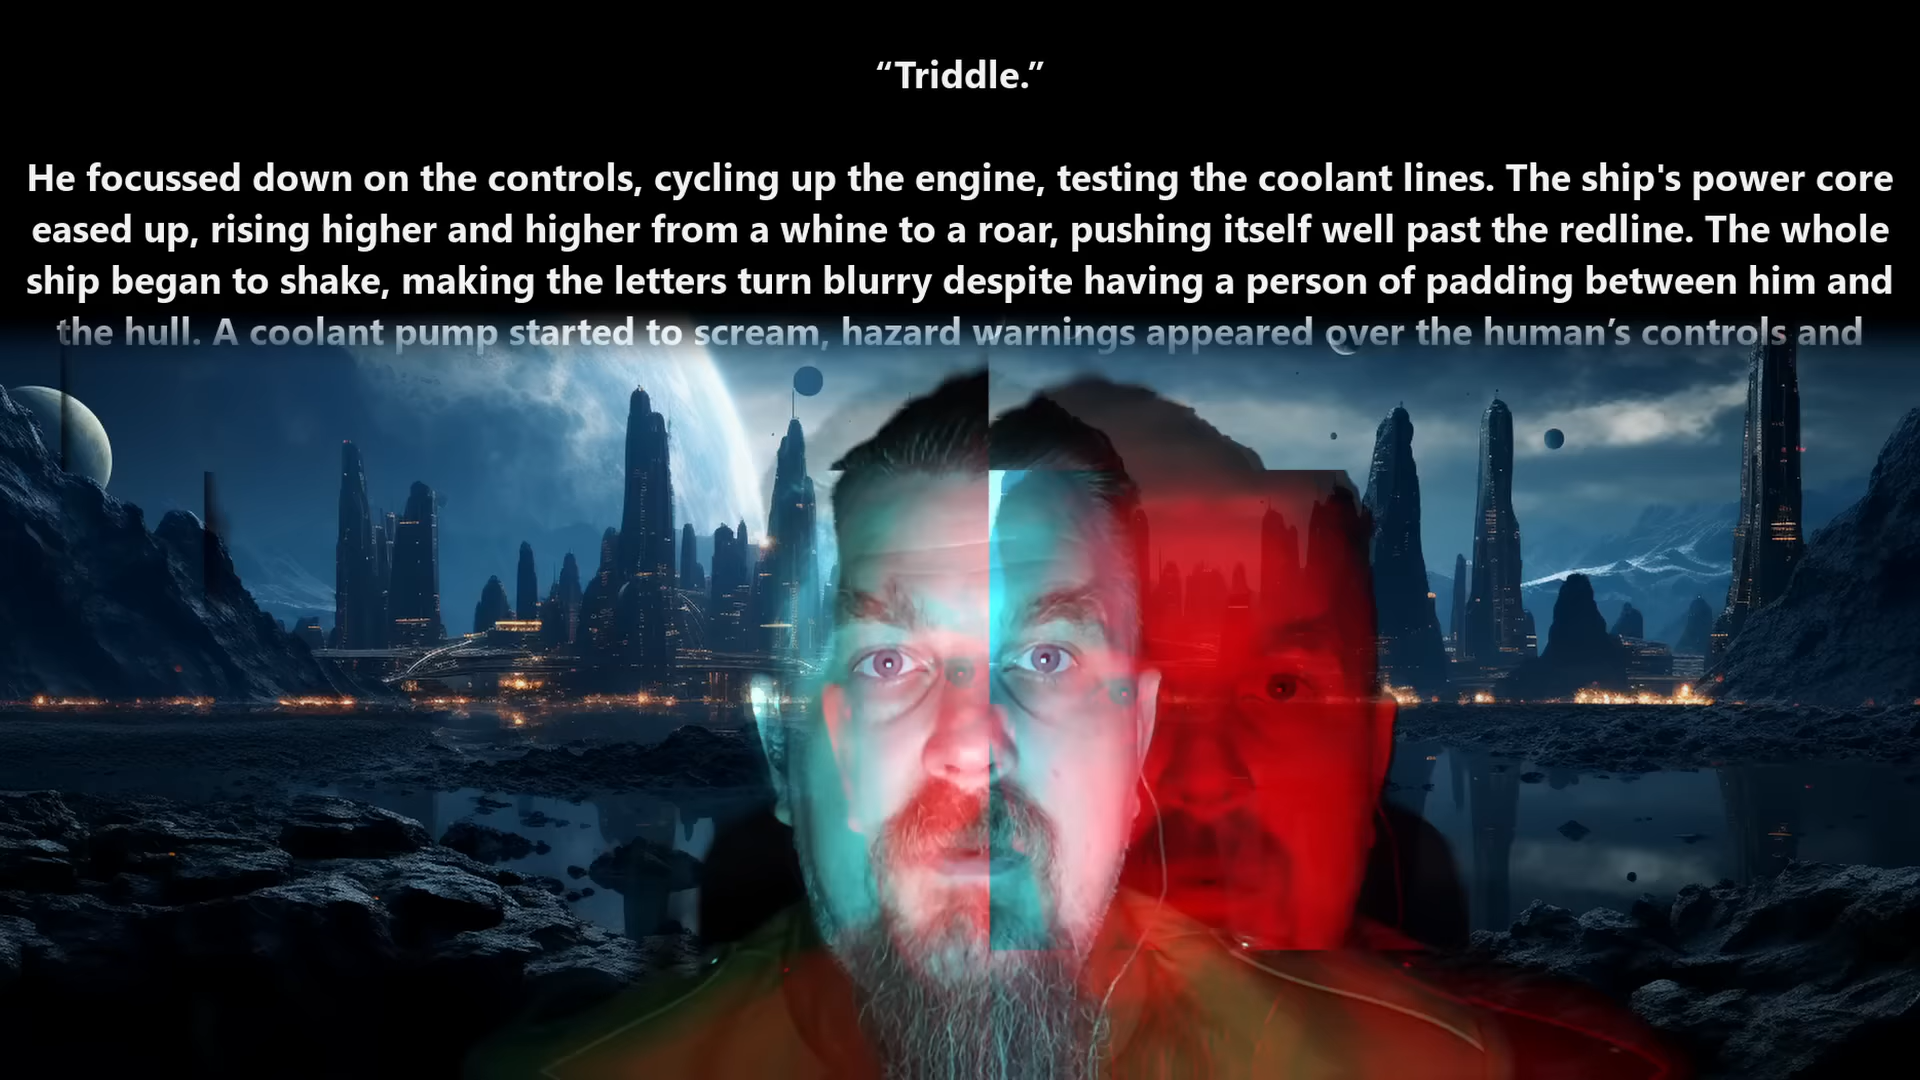 “Triddle.”
He focussed down on the controls, cycling up the engine, testing the coolant lines. The ship's power core
eased up, rising higher and higher from a whine to a roar, pushing itself well past the redline. The whole
ship began to shake, making the letters turn blurry despite having a person of padding between him and
the hull. A coolant pump started to scream, hazard warnings appeared over the human’s controls and